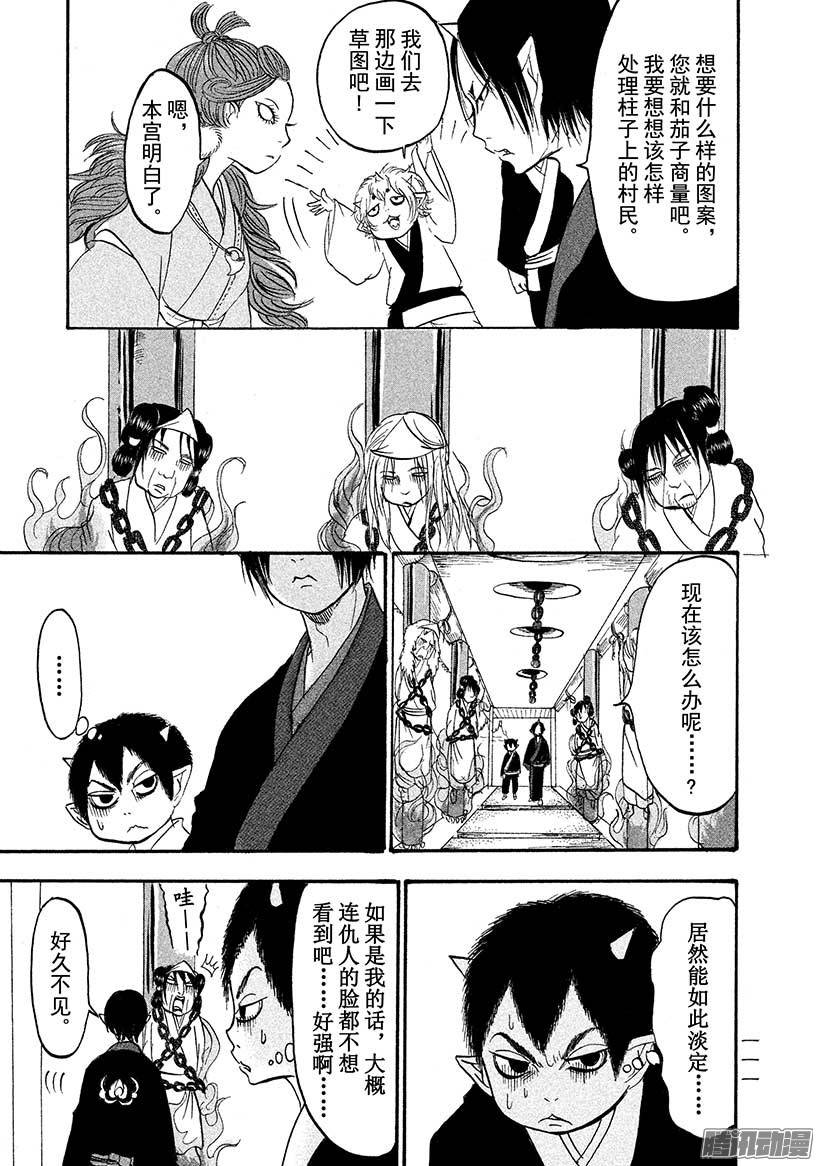 想要什么样的图案，
您就和茄子商量吧。
我要想想该怎样
处理柱子上的村民。
我们去
那边画一下
草图吧！
嗯，
本宫明白了。
现在该怎么办呢……？
……
居然能如此淡定……
如果是我的话，大概
连仇人的脸都不想
看到吧……好强啊……
哇——
好久不见。
一一一
腾讯动漫